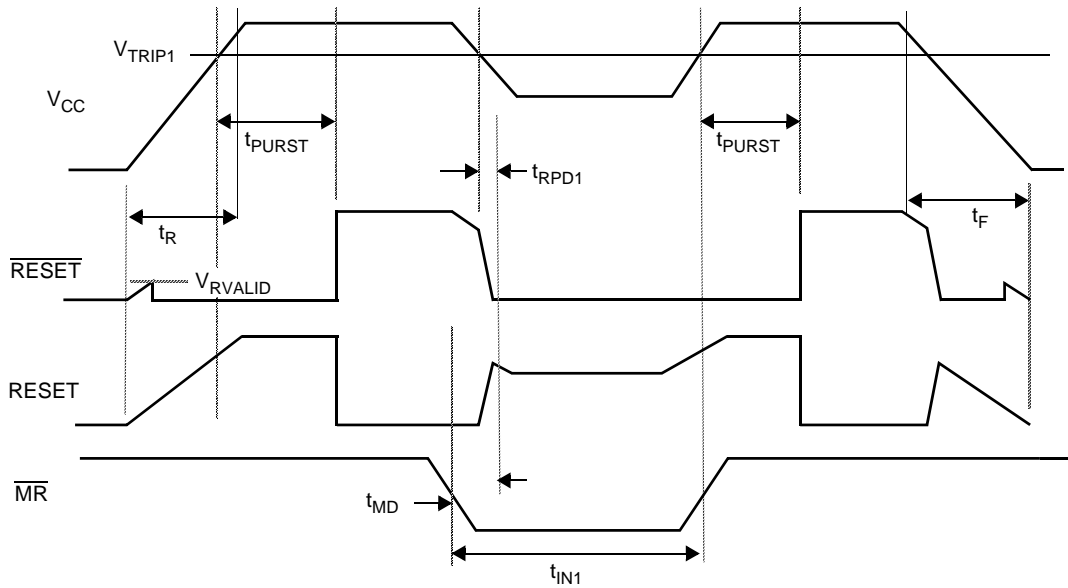 VTRIP1
VCC
tPURST
tPURST
tRPD1
tR
tF
RESET
VRVALID
RESET
MR
tMD
tIN1